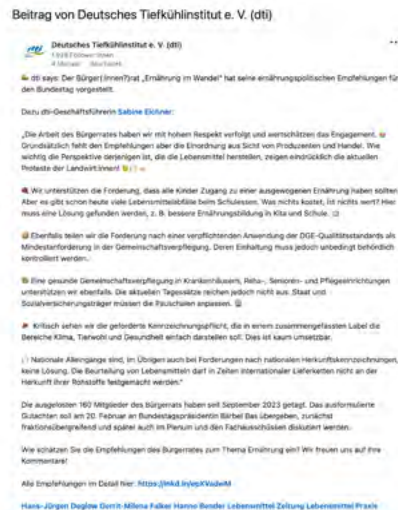 Beitrag von Deutsches Tiefkühlinstitut e. V. (dti)
Deutsches Tiefkühlinstitut e. V. (dti)
dti says: Der Bürger(:innen?)rat „Ernährung im Wandel“ hat seine ernährungspolitischen Empfehlungen für
den Bundestag vorgestellt.
Dazu dti-Geschäftsführerin Sabine Eichner:
„Die Arbeit des Bürgerrates haben wir mit hohem Respekt verfolgt und wertschätzen das Engagement.
Grundsätzlich fehlt den Empfehlungen aber die Einordnung aus Sicht von Produzenten und Handel. Wie
wichtig die Perspektive derjenigen ist, die die Lebensmittel herstellen, zeigen eindrücklich die aktuellen
Proteste der Landwirt:innen!
Wir unterstützen die Forderung, dass alle Kinder Zugang zu einer ausgewogenen Ernährung haben sollten.
Aber es gibt schon heute viele Lebensmittelabfälle beim Schulessen. Was nichts kostet, ist nichts wert? Hier
muss eine Lösung gefunden werden, z. B. bessere Ernährungsbildung in Kita und Schule.
Ebenfalls teilen wir die Forderung nach einer verpflichtenden Anwendung der DGE-Qualitätsstandards als
Mindestanforderung in der Gemeinschaftsverpflegung. Deren Einhaltung muss jedoch unbedingt behördlich
kontrolliert werden.
Eine gesunde Gemeinschaftsverpflegung in Krankenhäusern, Reha-, Senioren- und Pflegeeinrichtungen
unterstützen wir ebenfalls. Die aktuellen Tagessätze reichen jedoch nicht aus. Staat und
Sozialversicherungsträger müssen die Pauschalen anpassen.
Kritisch sehen wir die geforderte Kennzeichnungspflicht, die in einem zusammengefassten Label die
Bereiche Klima, Tierwohl und Gesundheit einfach darstellen soll. Dies ist kaum umsetzbar.
Nationale Alleingänge sind, im Übrigen auch bei Forderungen nach nationalen Herkunftskennzeichnungen,
keine Lösung. Die Beurteilung von Lebensmitteln darf in Zeiten internationaler Lieferketten nicht an der
Herkunft ihrer Rohstoffe festgemacht werden.“
Die ausgelosten 160 Mitglieder des Bürgerrats haben seit September 2023 getagt. Das ausformulierte
Gutachten soll am 20. Februar an Bundestagspräsidentin Bärbel Bas übergeben, zunächst
fraktionsübergreifend und später auch im Plenum und den Fachausschüssen diskutiert werden.
Wie schätzen Sie die Empfehlungen des Bürgerrates zum Thema Ernährung ein? Wir freuen uns auf Ihre
Kommentare!
Alle Empfehlungen im Detail hier:
Hans-Jürgen Deglow Gerrit-Milena Falker Hanno Bender Lebensmittel Zeitung Lebensmittel Praxis